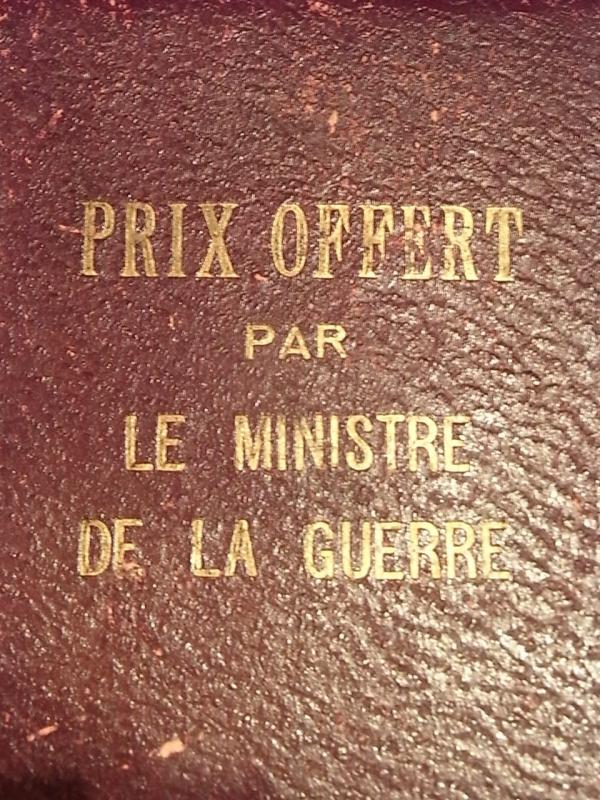 PRIX OFFERT
PAR
LE MINISTRE
DE LA GUERRE